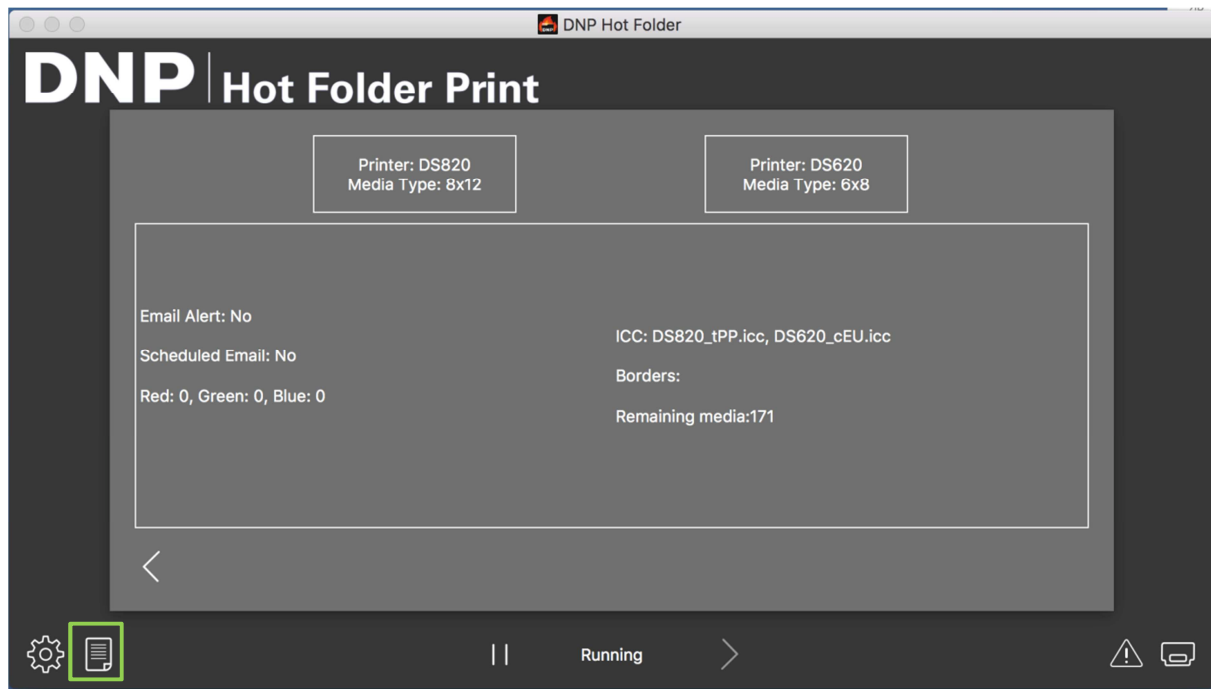 DNP Hot Folder
DNP Hot Folder Print
Printer: DS820
Media Type: 8x12
Printer: DS620
Media Type: 6x8
Email Alert: No
Scheduled Email: No
Red: 0, Green: 0, Blue: 0
ICC: DS820_tPP.icc, DS620_cEU.icc
Borders:
Remaining media:171
Running